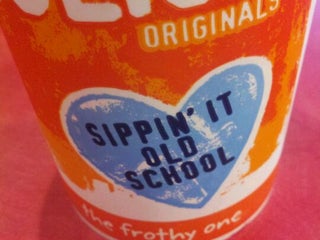 ORIGINALS
SIPPIN' IT
OLD
SCHOOL
the frothy one